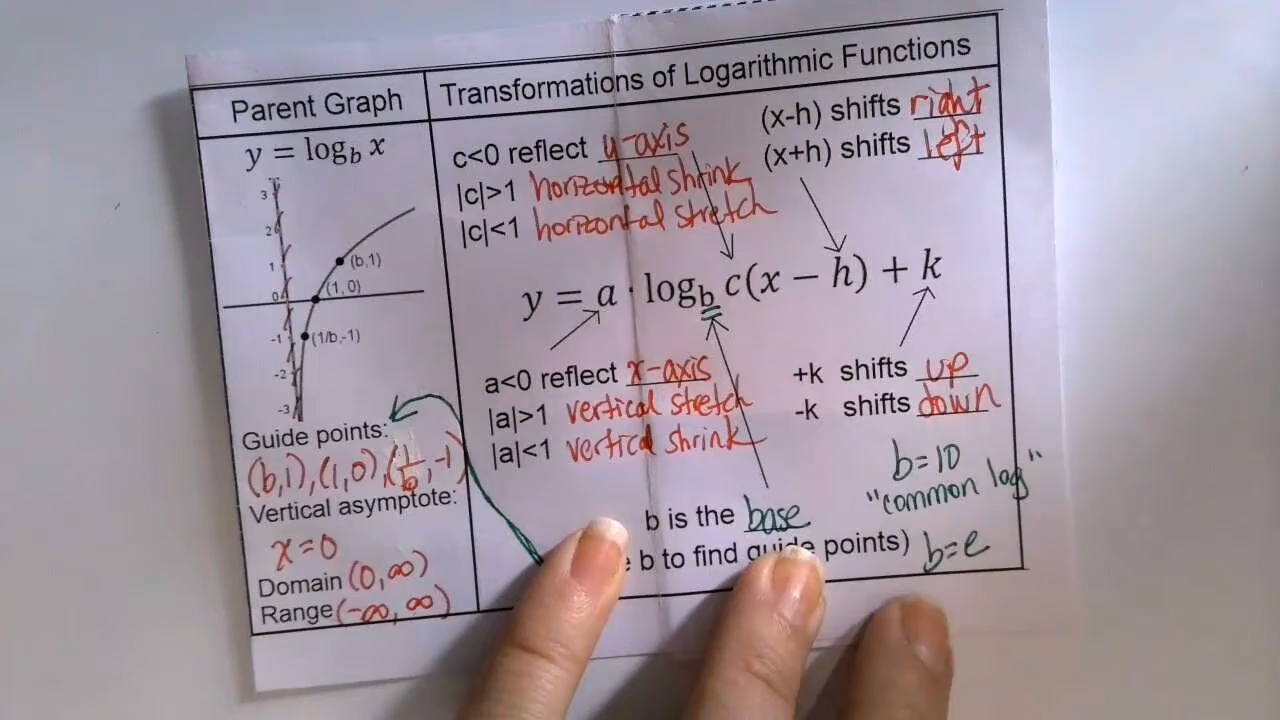 Parent Graph
y = log_b x
3
2
1
0
-1
-2
-3
(b,1)
(1, 0)
(1/b,-1)
Guide points:
(b,1), (1,0), (1/b, -1)
Vertical asymptote:
x=0
Domain (0,∞)
Range (-∞, ∞)
Transformations of Logarithmic Functions
c<0 reflect y-axis
|c|>1 horizontal shrink
|c|<1 horizontal stretch
(x-h) shifts right
(x+h) shifts left
y = a · log_b c(x − h) + k
a<0 reflect x-axis
|a|>1 vertical stretch
|a|<1 vertical shrink
+k shifts up
-k shifts down
b is the base
b to find guide points)
b=10
"common log"
b=e